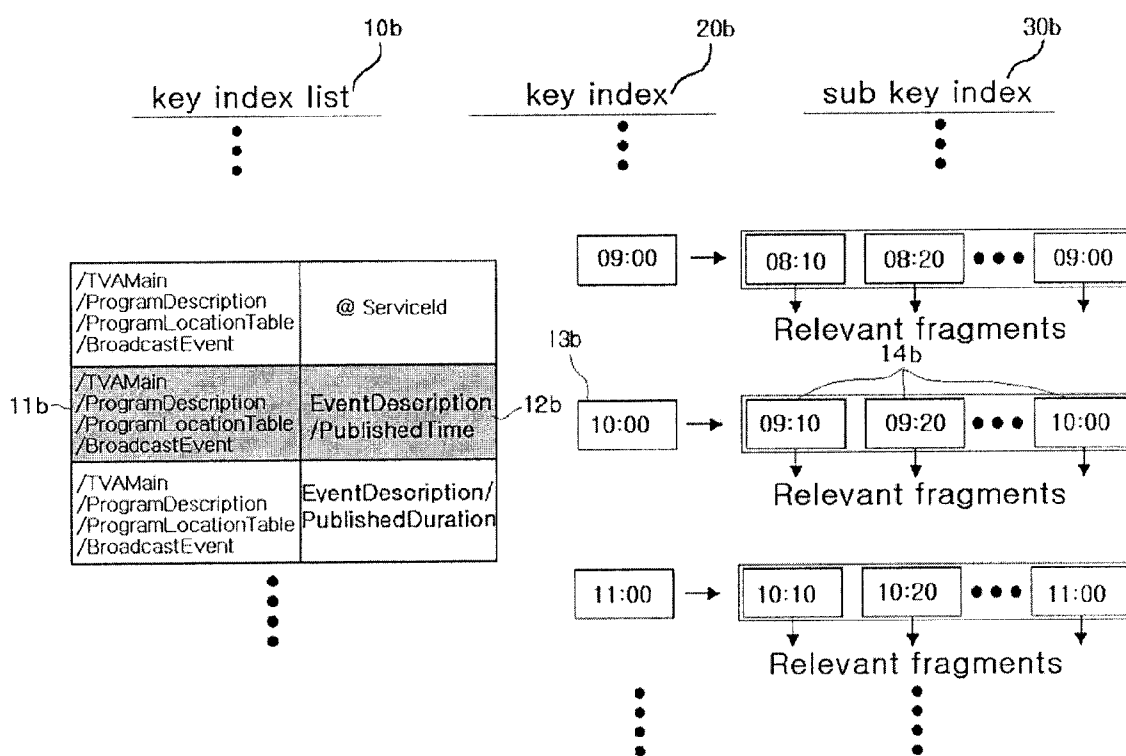 10b 20b 30b
key index list key index sub key index
09:00 08:10 08:20 09:00
Relevant fragments
/TVAMain
/ProgramDescription
/ProgramLocationTable
/BroadcastEvent
@ ServiceId
13b 14b
11b
/TVAMain
/ProgramDescription
/ProgramLocationTable
/BroadcastEvent
EventDescription
/PublishedTime
12b
10:00 09:10 09:20 10:00
Relevant fragments
/TVAMain
/ProgramDescription
/ProgramLocationTable
/BroadcastEvent
EventDescription/
PublishedDuration
11:00 10:10 10:20 11:00
Relevant fragments